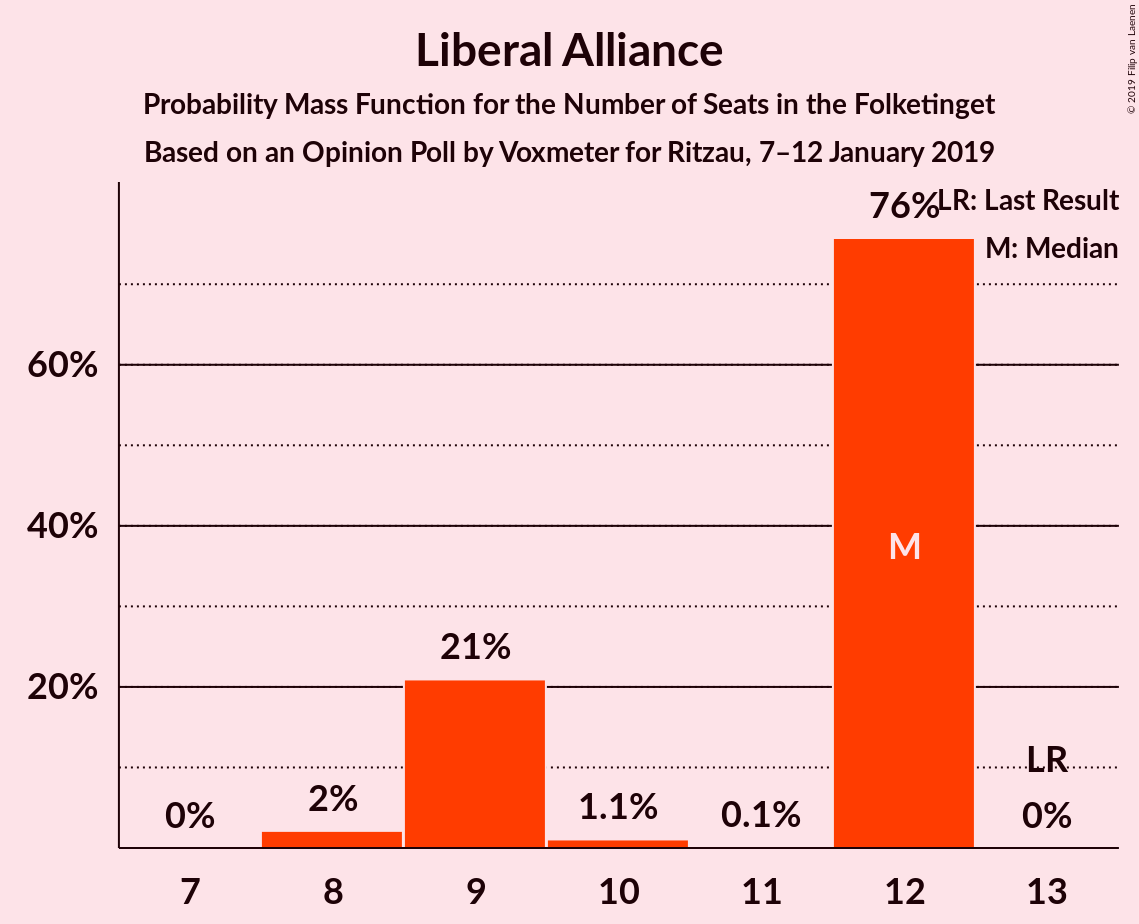 Liberal Alliance
Probability Mass Function for the Number of Seats in the Folketinget
Based on an Opinion Poll by Voxmeter for Ritzau, 7–12 January 2019
© 2019 Filip van Laenen
LR: Last Result
M: Median
60%
40%
20%
0%
2%
21%
1.1%
0.1%
76%
M
LR
0%
7 8 9 10 11 12 13